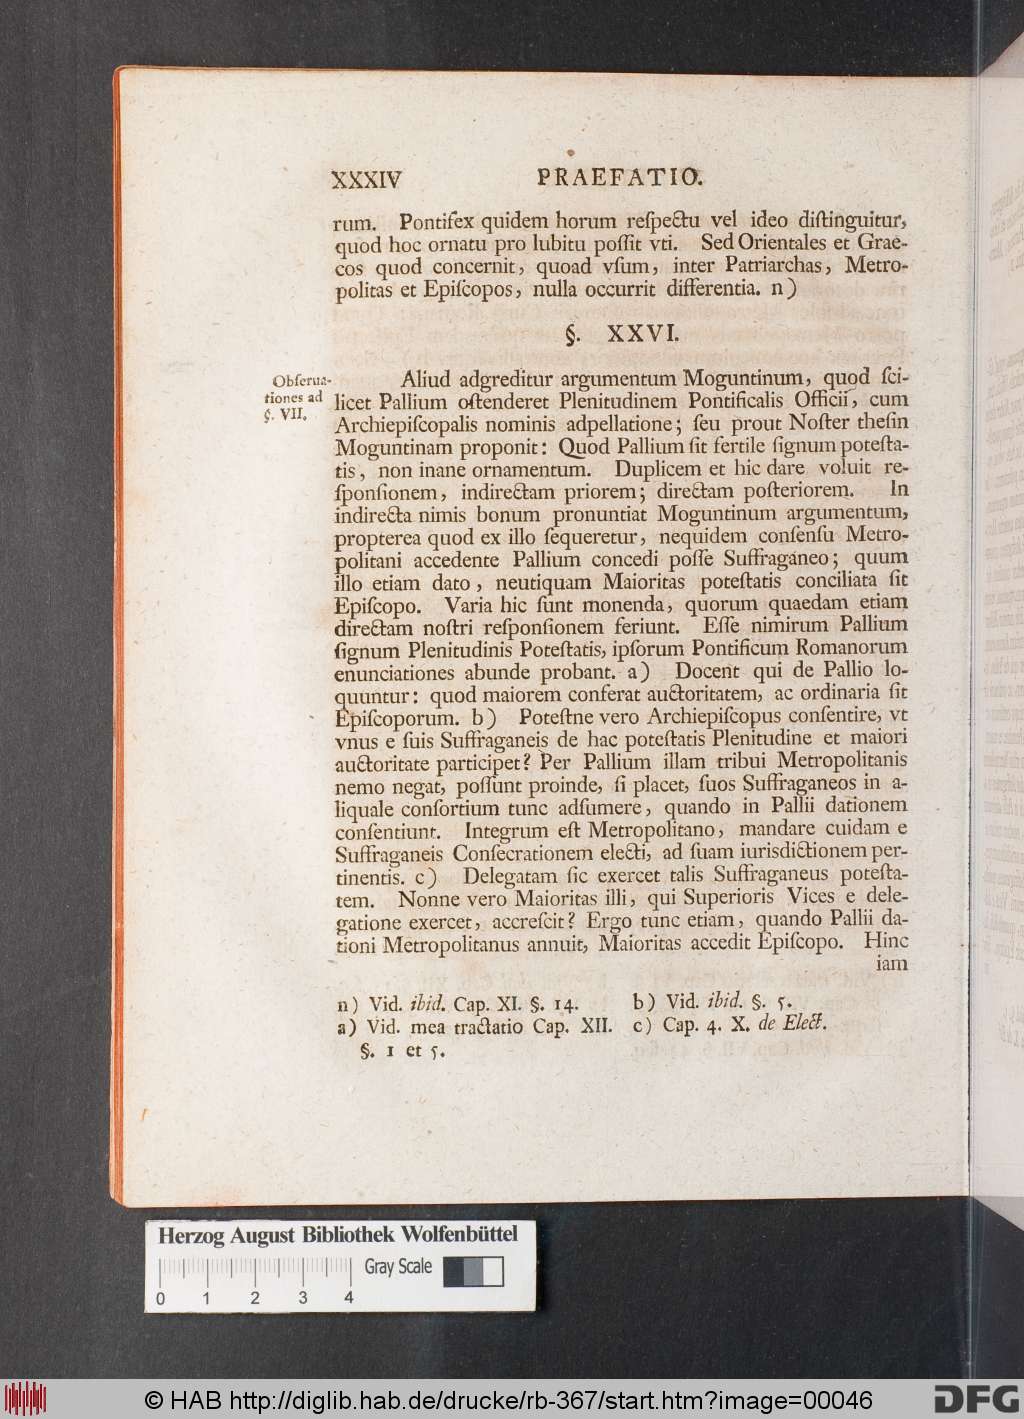 XXXIV PRAEFATIO.
rum. Pontifex quidem horum reſpectu vel ideo diſtinguitur,
quod hoc ornatu pro lubitu poſſit vti. Sed Orientales et Grae-
cos quod concernit, quoad vſum, inter Patriarchas, Metro-
politas et Epiſcopos, nulla occurrit differentia. n)
§. XXVI.
Obſerua-
tiones ad
§. VII.
Aliud adgreditur argumentum Moguntinum, quod ſci-
licet Pallium oſtenderet Plenitudinem Pontificalis Officii, cum
Archiepiſcopalis nominis adpellatione; ſeu prout Noſter theſin
Moguntinam proponit: Quod Pallium ſit fertile ſignum poteſta-
tis, non inane ornamentum. Duplicem et hic dare voluit re-
ſponſionem, indirectam priorem; directam poſteriorem. In
indirecta nimis bonum pronuntiat Moguntinum argumentum,
propterea quod ex illo ſequeretur, nequidem conſenſu Metro-
politani accedente Pallium concedi poſſe Suffraganeo; quum
illo etiam dato, neutiquam Maioritas poteſtatis conciliata ſit
Epiſcopo. Varia hic ſunt monenda, quorum quaedam etiam
directam noſtri reſponſionem feriunt. Eſſe nimirum Pallium
ſignum Plenitudinis Poteſtatis, ipſorum Pontificum Romanorum
enunciationes abunde probant. a) Docent qui de Pallio lo-
quuntur: quod maiorem conferat auctoritatem, ac ordinaria ſit
Epiſcoporum. b) Poteſtne vero Archiepiſcopus conſentire, vt
vnus e ſuis Suffraganeis de hac poteſtatis Plenitudine et maiori
auctoritate participet? Per Pallium illam tribui Metropolitanis
nemo negat, poſſunt proinde, ſi placet, ſuos Suffraganeos in a-
liquale conſortium tunc adſumere, quando in Pallii dationem
conſentiunt. Integrum eſt Metropolitano, mandare cuidam e
Suffraganeis Conſecrationem electi, ad ſuam iurisdictionem per-
tinentis. c) Delegatam ſic exercet talis Suffraganeus poteſta-
tem. Nonne vero Maioritas illi, qui Superioris Vices e dele-
gatione exercet, accreſcit? Ergo tunc etiam, quando Pallii da-
tioni Metropolitanus annuit, Maioritas accedit Epiſcopo. Hinc
iam
n) Vid. ibid. Cap. XI. §. 14.
a) Vid. mea tractatio Cap. XII.
§. 1 et 5.
b) Vid. ibid. §. 5.
c) Cap. 4. X. de Elect.
Herzog August Bibliothek Wolfenbüttel
Gray Scale
0 1 2 3 4
© HAB http://diglib.hab.de/drucke/rb-367/start.htm?image=00046
DFG